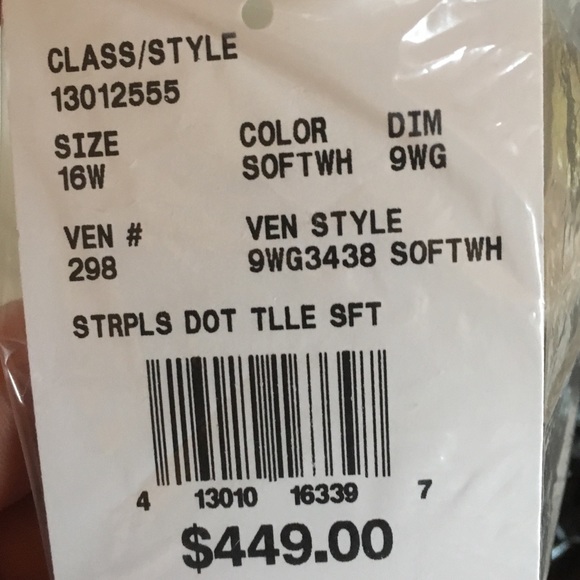 CLASS/STYLE
13012555
SIZE COLOR DIM
16W SOFTWH 9WG
VEN # VEN STYLE
298 9WG3438 SOFTWH
STRPLS DOT TLLE SFT
4 13010 16339 7
$449.00